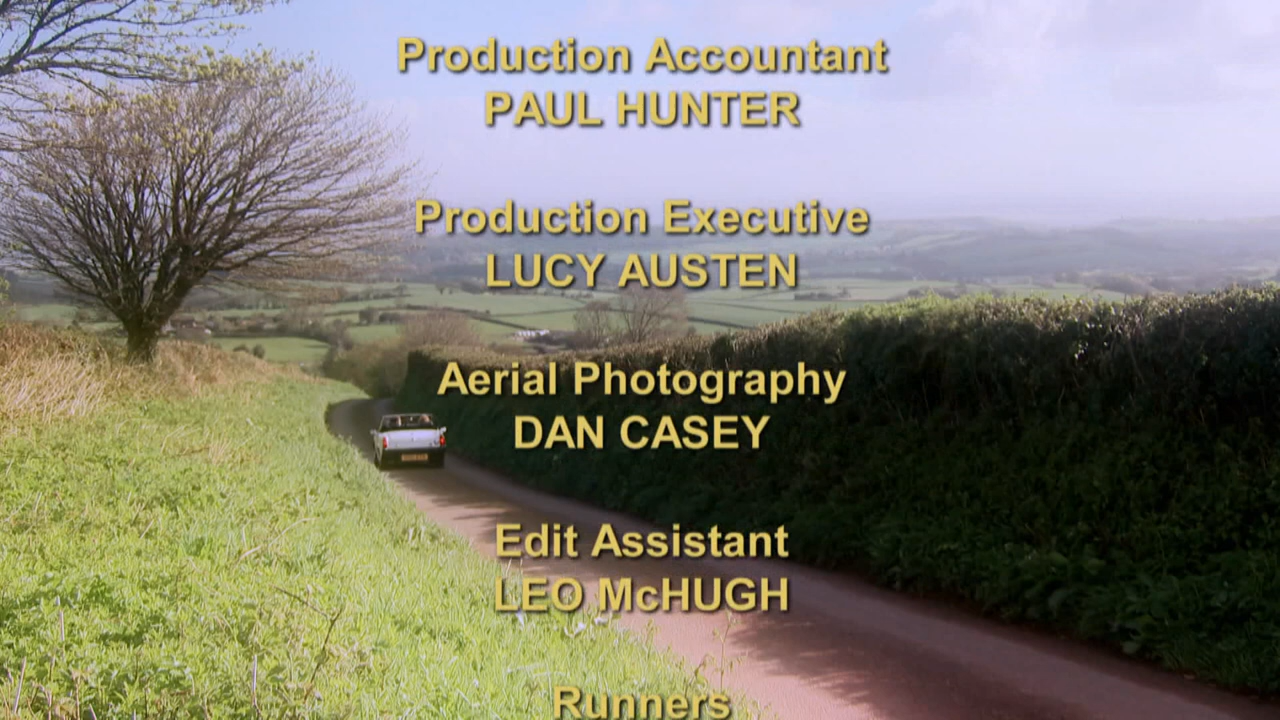 Production Accountant
PAUL HUNTER
Production Executive
LUCY AUSTEN
Aerial Photography
DAN CASEY
Edit Assistant
LEO McHUGH
Runners